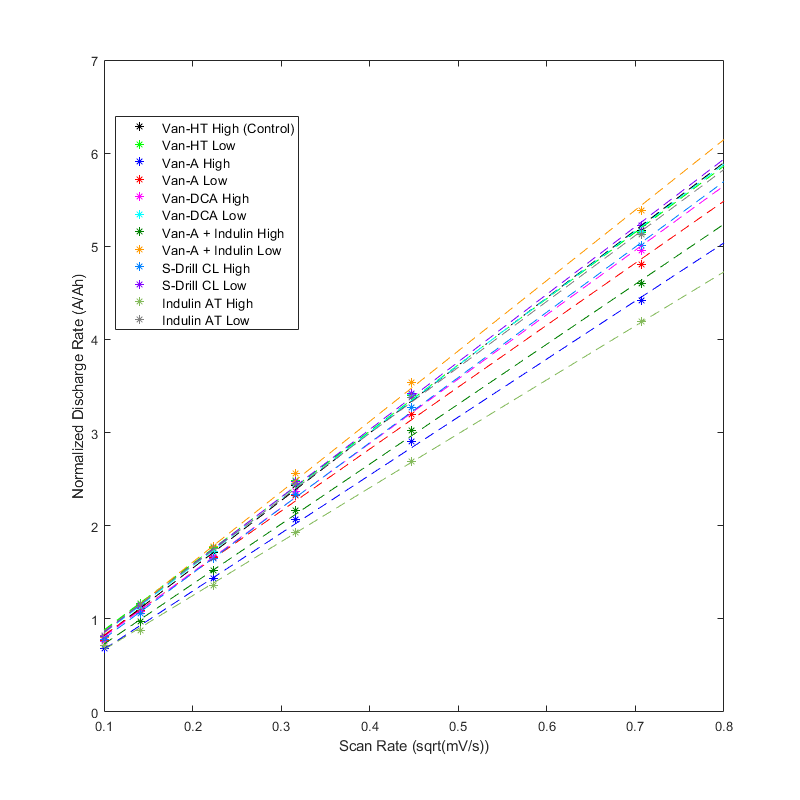 7
6
5
4
3
2
1
0
Normalized Discharge Rate (A/Ah)
Van-HT High (Control)
Van-HT Low
Van-A High
Van-A Low
Van-DCA High
Van-DCA Low
Van-A + Indulin High
Van-A + Indulin Low
S-Drill CL High
S-Drill CL Low
Indulin AT High
Indulin AT Low
0.1 0.2 0.3 0.4 0.5 0.6 0.7 0.8
Scan Rate (sqrt(mV/s))